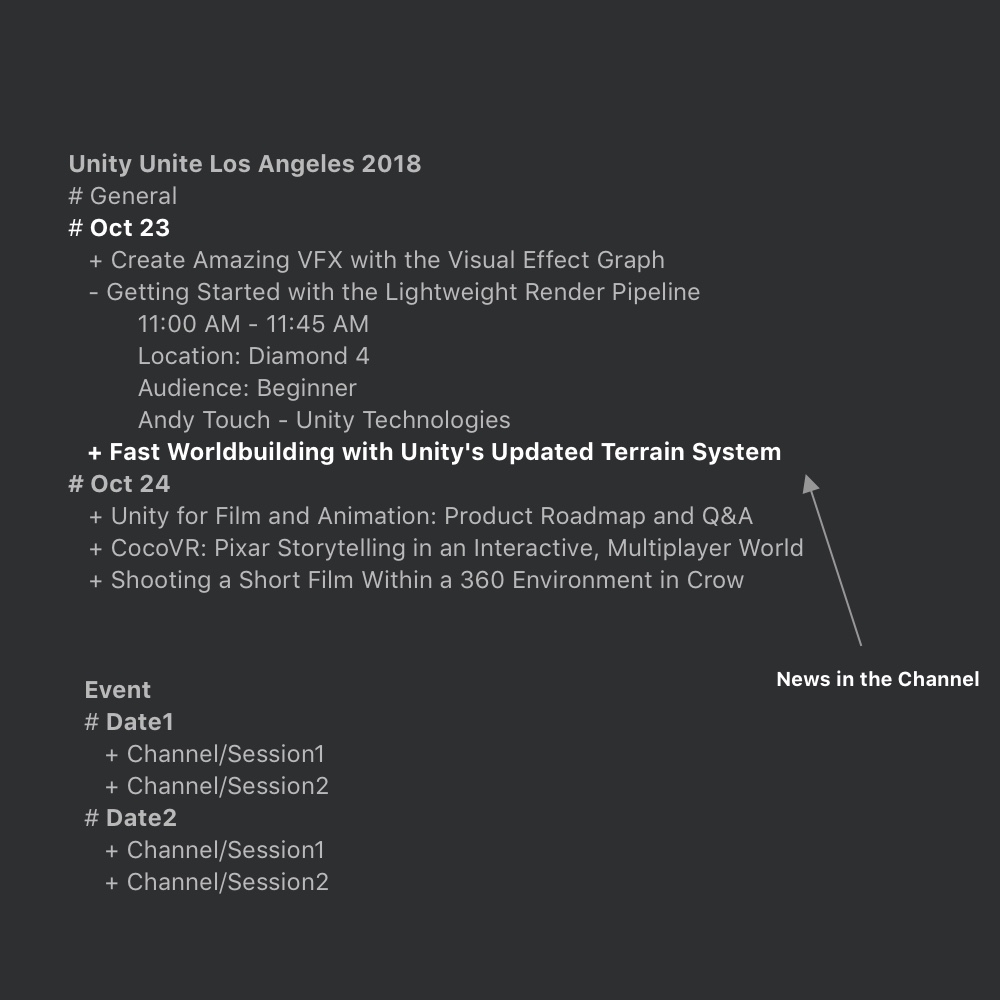 Unity Unite Los Angeles 2018
# General
# Oct 23
+ Create Amazing VFX with the Visual Effect Graph
- Getting Started with the Lightweight Render Pipeline
11:00 AM - 11:45 AM
Location: Diamond 4
Audience: Beginner
Andy Touch - Unity Technologies
+ Fast Worldbuilding with Unity's Updated Terrain System
# Oct 24
+ Unity for Film and Animation: Product Roadmap and Q&A
+ CocoVR: Pixar Storytelling in an Interactive, Multiplayer World
+ Shooting a Short Film Within a 360 Environment in Crow
News in the Channel
Event
# Date1
+ Channel/Session1
+ Channel/Session2
# Date2
+ Channel/Session1
+ Channel/Session2